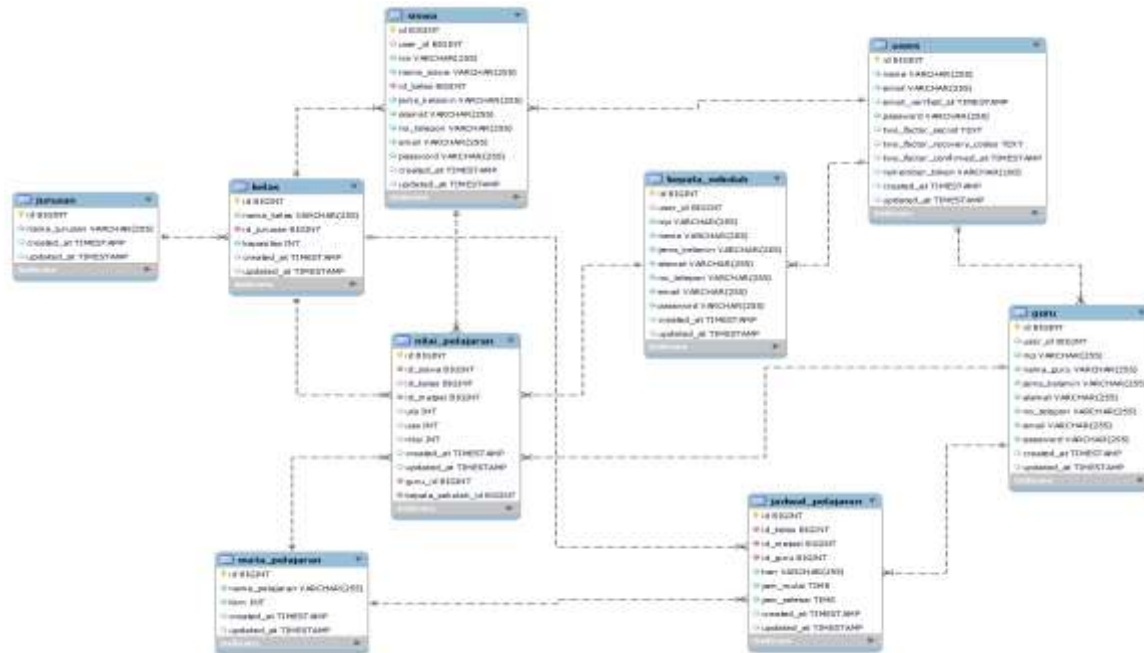 siswa
id BIGINT
user_id BIGINT
nis VARCHAR(255)
nama_siswa VARCHAR(255)
id_kelas BIGINT
jenis_kelamin VARCHAR(255)
alamat VARCHAR(255)
no_telepon VARCHAR(255)
email VARCHAR(255)
password VARCHAR(255)
created_at TIMESTAMP
updated_at TIMESTAMP
Indexes
users
id BIGINT
name VARCHAR(255)
email VARCHAR(255)
email_verified_at TIMESTAMP
password VARCHAR(255)
two_factor_secret TEXT
two_factor_recovery_codes TEXT
two_factor_confirmed_at TIMESTAMP
remember_token VARCHAR(100)
created_at TIMESTAMP
updated_at TIMESTAMP
Indexes
jurusan
id BIGINT
nama_jurusan VARCHAR(255)
created_at TIMESTAMP
updated_at TIMESTAMP
Indexes
kelas
id BIGINT
nama_kelas VARCHAR(255)
id_jurusan BIGINT
kapasitas INT
created_at TIMESTAMP
updated_at TIMESTAMP
Indexes
kepala_sekolah
id BIGINT
user_id BIGINT
nip VARCHAR(255)
nama VARCHAR(255)
jenis_kelamin VARCHAR(255)
alamat VARCHAR(255)
no_telepon VARCHAR(255)
email VARCHAR(255)
password VARCHAR(255)
created_at TIMESTAMP
updated_at TIMESTAMP
Indexes
nilai_pelajaran
id BIGINT
id_siswa BIGINT
id_kelas BIGINT
id_mapel BIGINT
uts INT
uas INT
nilai INT
created_at TIMESTAMP
updated_at TIMESTAMP
guru_id BIGINT
kepala_sekolah_id BIGINT
Indexes
guru
id BIGINT
user_id BIGINT
nip VARCHAR(255)
nama_guru VARCHAR(255)
jenis_kelamin VARCHAR(255)
alamat VARCHAR(255)
no_telepon VARCHAR(255)
email VARCHAR(255)
password VARCHAR(255)
created_at TIMESTAMP
updated_at TIMESTAMP
Indexes
mata_pelajaran
id BIGINT
nama_pelajaran VARCHAR(255)
kkm INT
created_at TIMESTAMP
updated_at TIMESTAMP
Indexes
jadwal_pelajaran
id BIGINT
id_kelas BIGINT
id_mapel BIGINT
id_guru BIGINT
hari VARCHAR(255)
jam_mulai TIME
jam_selesai TIME
created_at TIMESTAMP
updated_at TIMESTAMP
Indexes